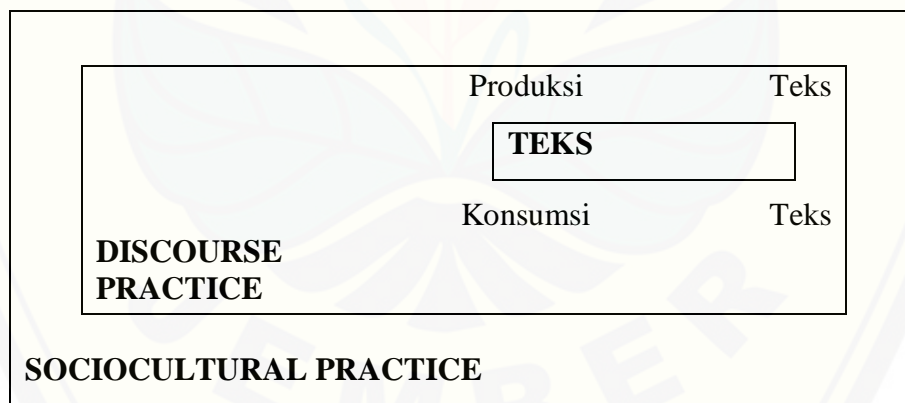 Produksi Teks
TEKS
Konsumsi Teks
DISCOURSE
PRACTICE
SOCIOCULTURAL PRACTICE